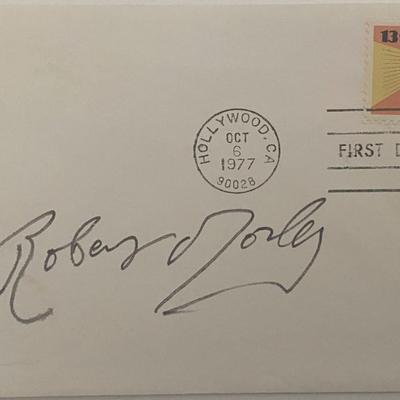 13
HOLLYWOOD, CA
OCT
6
1977
90028
FIRST D
Robert Morley